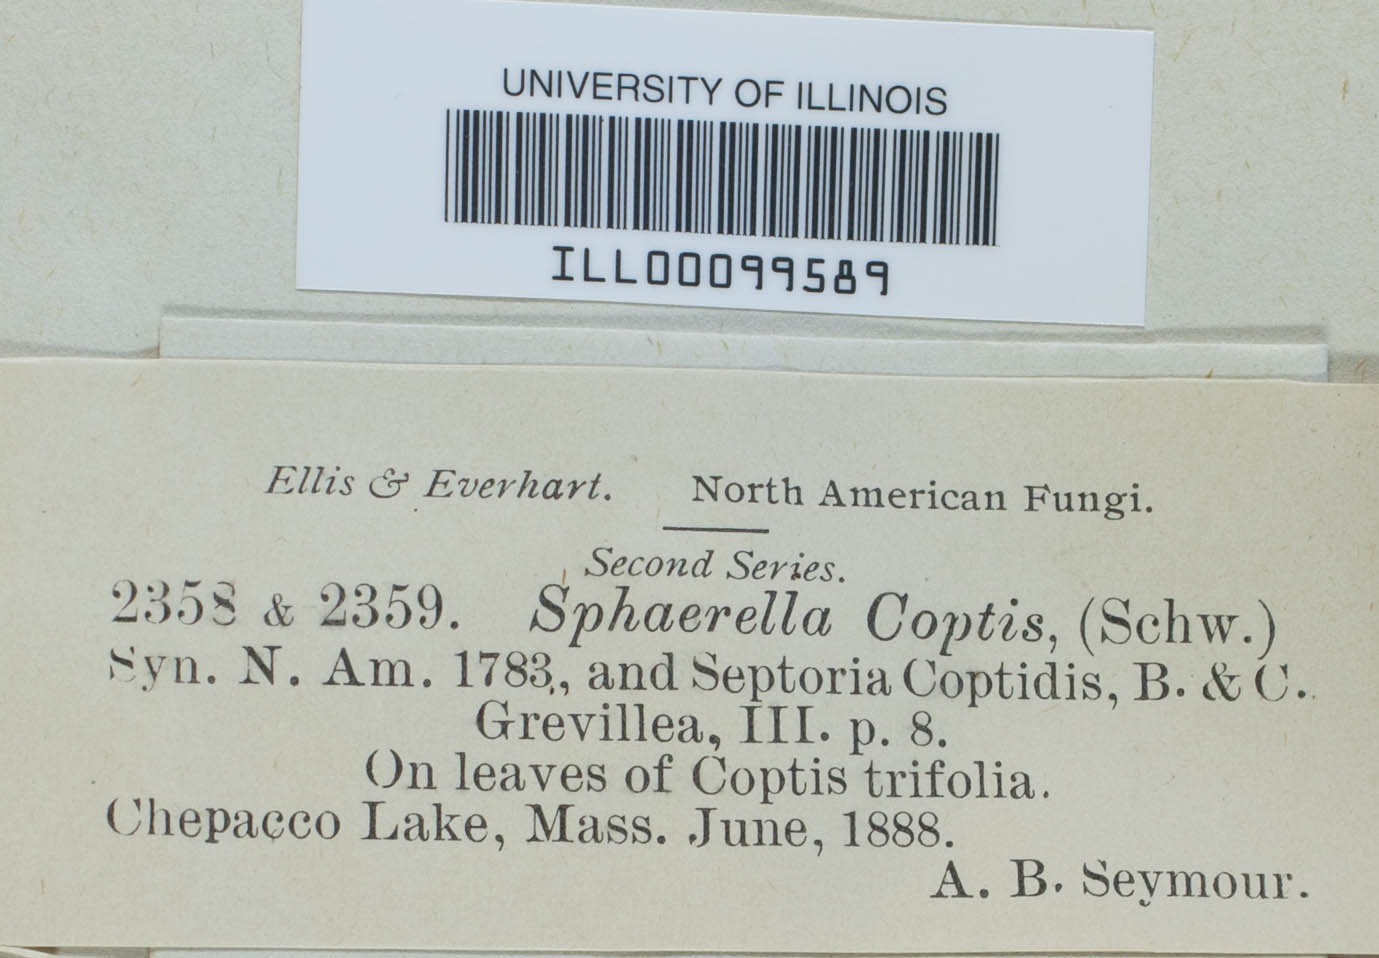 UNIVERSITY OF ILLINOIS
ILL00099589
Ellis & Everhart. North American Fungi.
Second Series.
2358 & 2359. Sphaerella Coptis, (Schw.)
Syn. N. Am. 1783, and Septoria Coptidis, B. & C.
Grevillea, III. p. 8.
On leaves of Coptis trifolia.
Chepacco Lake, Mass. June, 1888.
A. B. Seymour.